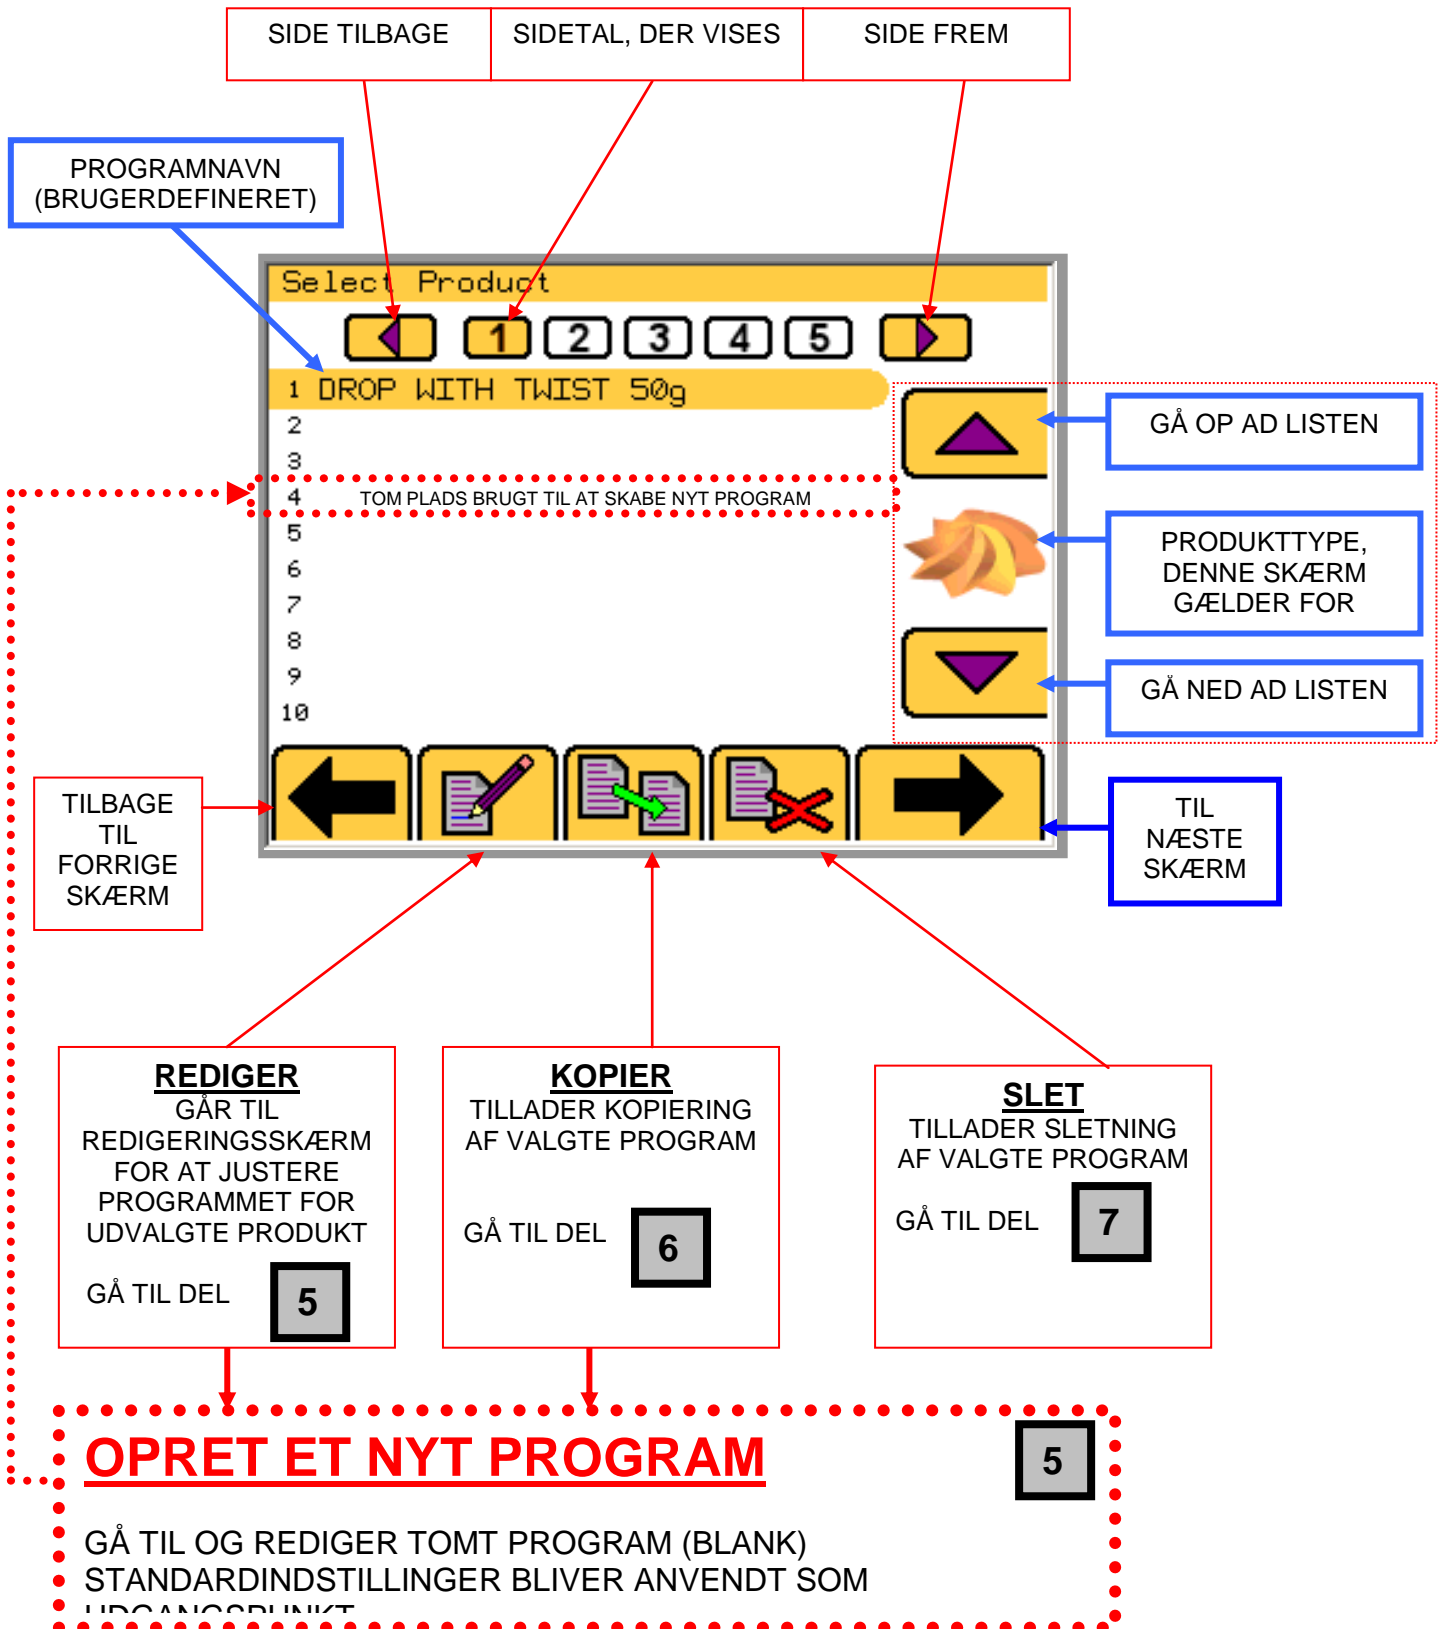 SIDE TILBAGE
SIDETAL, DER VISES
SIDE FREM
PROGRAMNAVN
(BRUGERDEFINERET)
Select Product
1 2 3 4 5
1 DROP WITH TWIST 50g
2
3
4 TOM PLADS BRUGT TIL AT SKABE NYT PROGRAM
5
6
7
8
9
10
GÅ OP AD LISTEN
PRODUKTTYPE,
DENNE SKÆRM
GÆLDER FOR
GÅ NED AD LISTEN
TILBAGE
TIL
FORRIGE
SKÆRM
TIL
NÆSTE
SKÆRM
REDIGER
GÅR TIL
REDIGERINGSSKÆRM
FOR AT JUSTERE
PROGRAMMET FOR
UDVALGTE PRODUKT
GÅ TIL DEL 5
KOPIER
TILLADER KOPIERING
AF VALGTE PROGRAM
GÅ TIL DEL 6
SLET
TILLADER SLETNING
AF VALGTE PROGRAM
GÅ TIL DEL 7
OPRET ET NYT PROGRAM 5
GÅ TIL OG REDIGER TOMT PROGRAM (BLANK)
STANDARDINDSTILLINGER BLIVER ANVENDT SOM
UDGANGSPUNKT